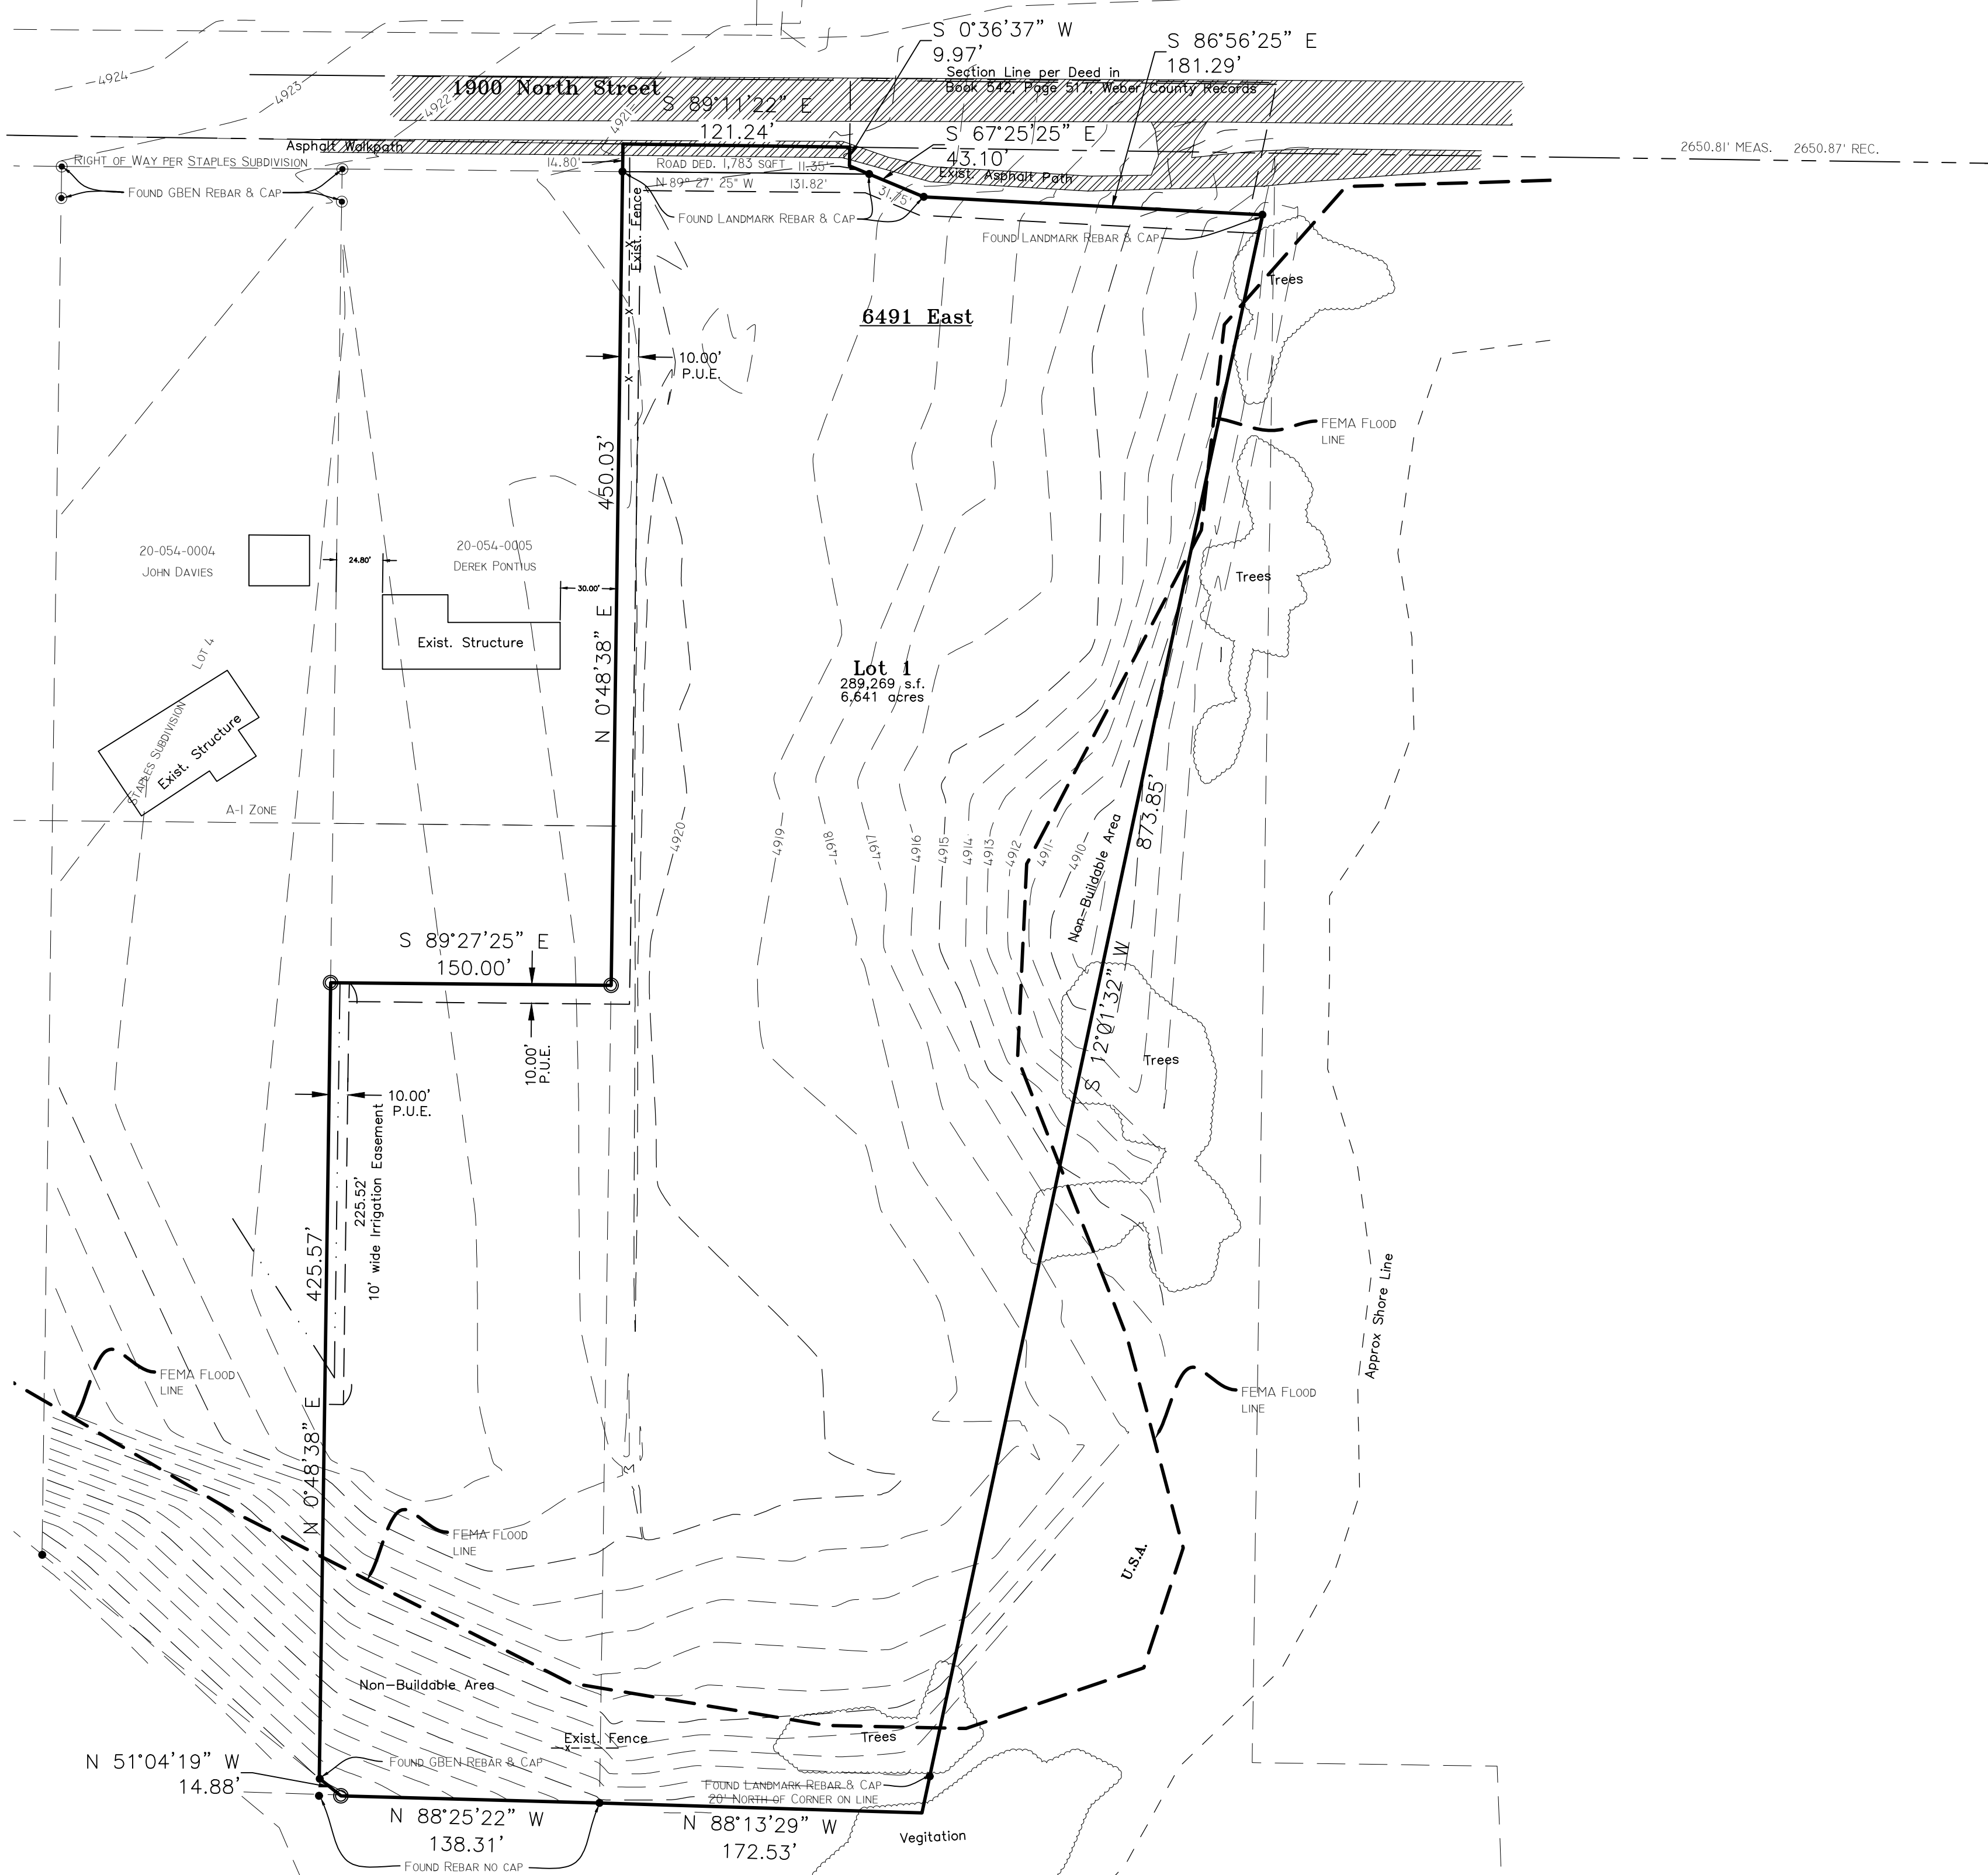 S 0°36'37" W
9.97'
S 86°56'25" E
181.29'
4924
4923
4922
4921
1900 North Street
Section Line per Deed in
Book 542, Page 517, Weber County Records
S 89°11'22" E
121.24'
S 67°25'25" E
43.10'
Asphalt Walkpath
RIGHT OF WAY PER STAPLES SUBDIVISION
14.80'
ROAD DED. 1,783 SQFT
11.35'
2650.81' MEAS. 2650.87' REC.
Exist. Asphalt Path
FOUND GBEN REBAR & CAP
N 89° 27' 25" W 131.82'
31.75'
FOUND LANDMARK REBAR & CAP
FOUND LANDMARK REBAR & CAP
Exist. Fence
x
x
x
Trees
6491 East
10.00'
P.U.E.
FEMA FLOOD
LINE
450.03'
N 0°48'38" E
20-054-0004
JOHN DAVIES
24.80'
20-054-0005
DEREK PONTIUS
30.00'
Trees
Exist. Structure
LOT 4
STAPLES SUBDIVISION
Exist. Structure
Lot 1
289,269 s.f.
6,641 acres
A-1 ZONE
4920
4919
4918
4917
4916
4915
4914
4913
4912
4911
4910
Non-Buildable Area
873.85'
S 12°01'32" W
S 89°27'25" E
150.00'
10.00'
P.U.E.
Trees
10.00'
P.U.E.
225.52'
10' wide Irrigation Easement
425.57'
N 0°48'38" E
Approx Shore Line
FEMA FLOOD
LINE
FEMA FLOOD
LINE
FEMA FLOOD
LINE
U.S.A.
Non-Buildable Area
Exist. Fence
x
Trees
N 51°04'19" W
14.88'
FOUND GBEN REBAR & CAP
FOUND LANDMARK REBAR & CAP
20' NORTH OF CORNER ON LINE
N 88°25'22" W
138.31'
N 88°13'29" W
172.53'
Vegitation
FOUND REBAR NO CAP